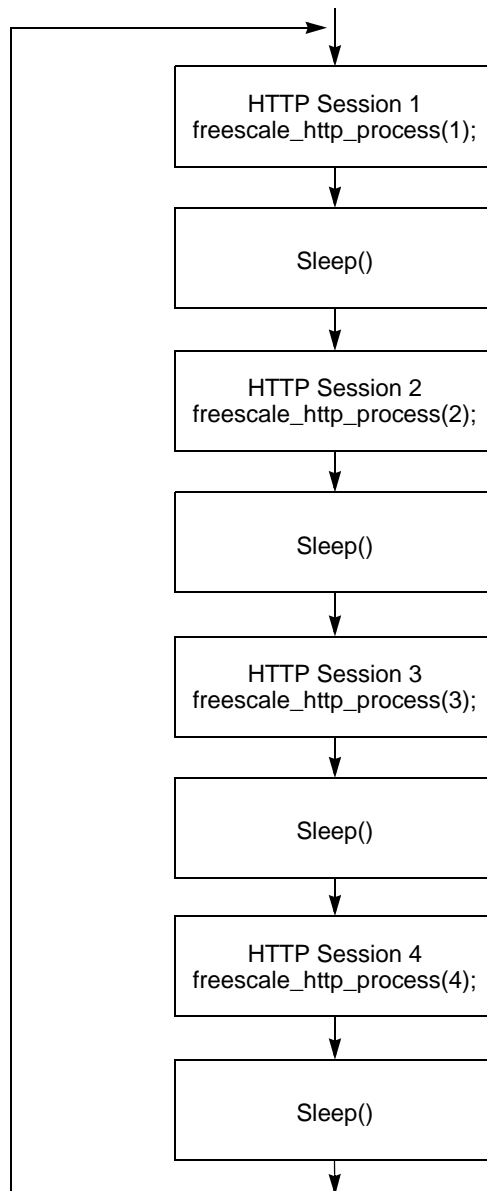 HTTP Session 1
freescale_http_process(1);
Sleep()
HTTP Session 2
freescale_http_process(2);
Sleep()
HTTP Session 3
freescale_http_process(3);
Sleep()
HTTP Session 4
freescale_http_process(4);
Sleep()